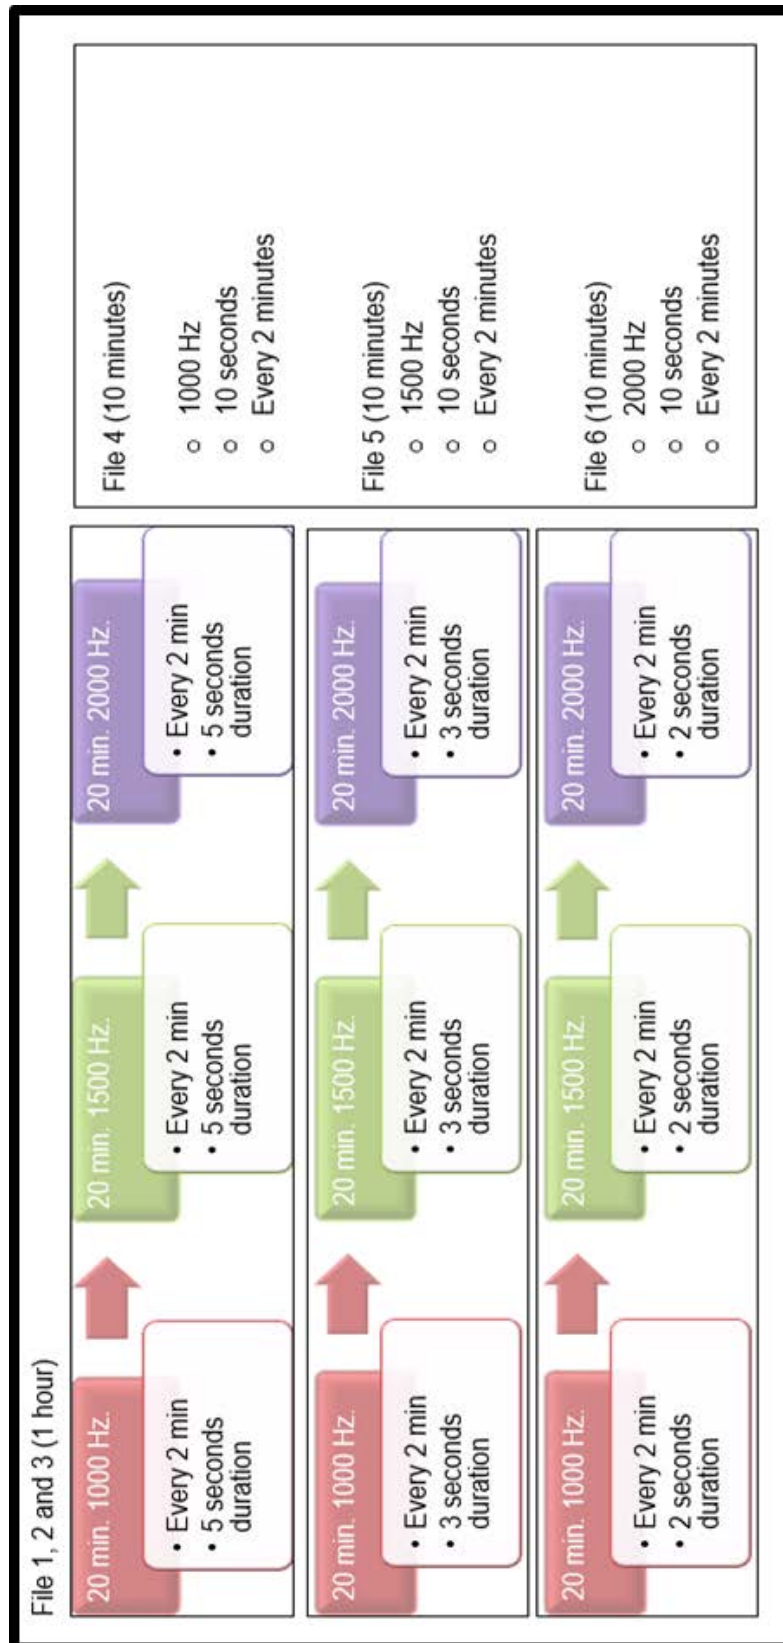 File 1, 2 and 3 (1 hour)
20 min. 1000 Hz.
• Every 2 min
• 5 seconds
duration
20 min. 1500 Hz.
• Every 2 min
• 5 seconds
duration
20 min. 2000 Hz.
• Every 2 min
• 5 seconds
duration
20 min. 1000 Hz.
• Every 2 min
• 3 seconds
duration
20 min. 1500 Hz.
• Every 2 min
• 3 seconds
duration
20 min. 2000 Hz.
• Every 2 min
• 3 seconds
duration
20 min. 1000 Hz.
• Every 2 min
• 2 seconds
duration
20 min. 1500 Hz.
• Every 2 min
• 2 seconds
duration
20 min. 2000 Hz.
• Every 2 min
• 2 seconds
duration
File 4 (10 minutes)
○ 1000 Hz
○ 10 seconds
○ Every 2 minutes
File 5 (10 minutes)
○ 1500 Hz
○ 10 seconds
○ Every 2 minutes
File 6 (10 minutes)
○ 2000 Hz
○ 10 seconds
○ Every 2 minutes